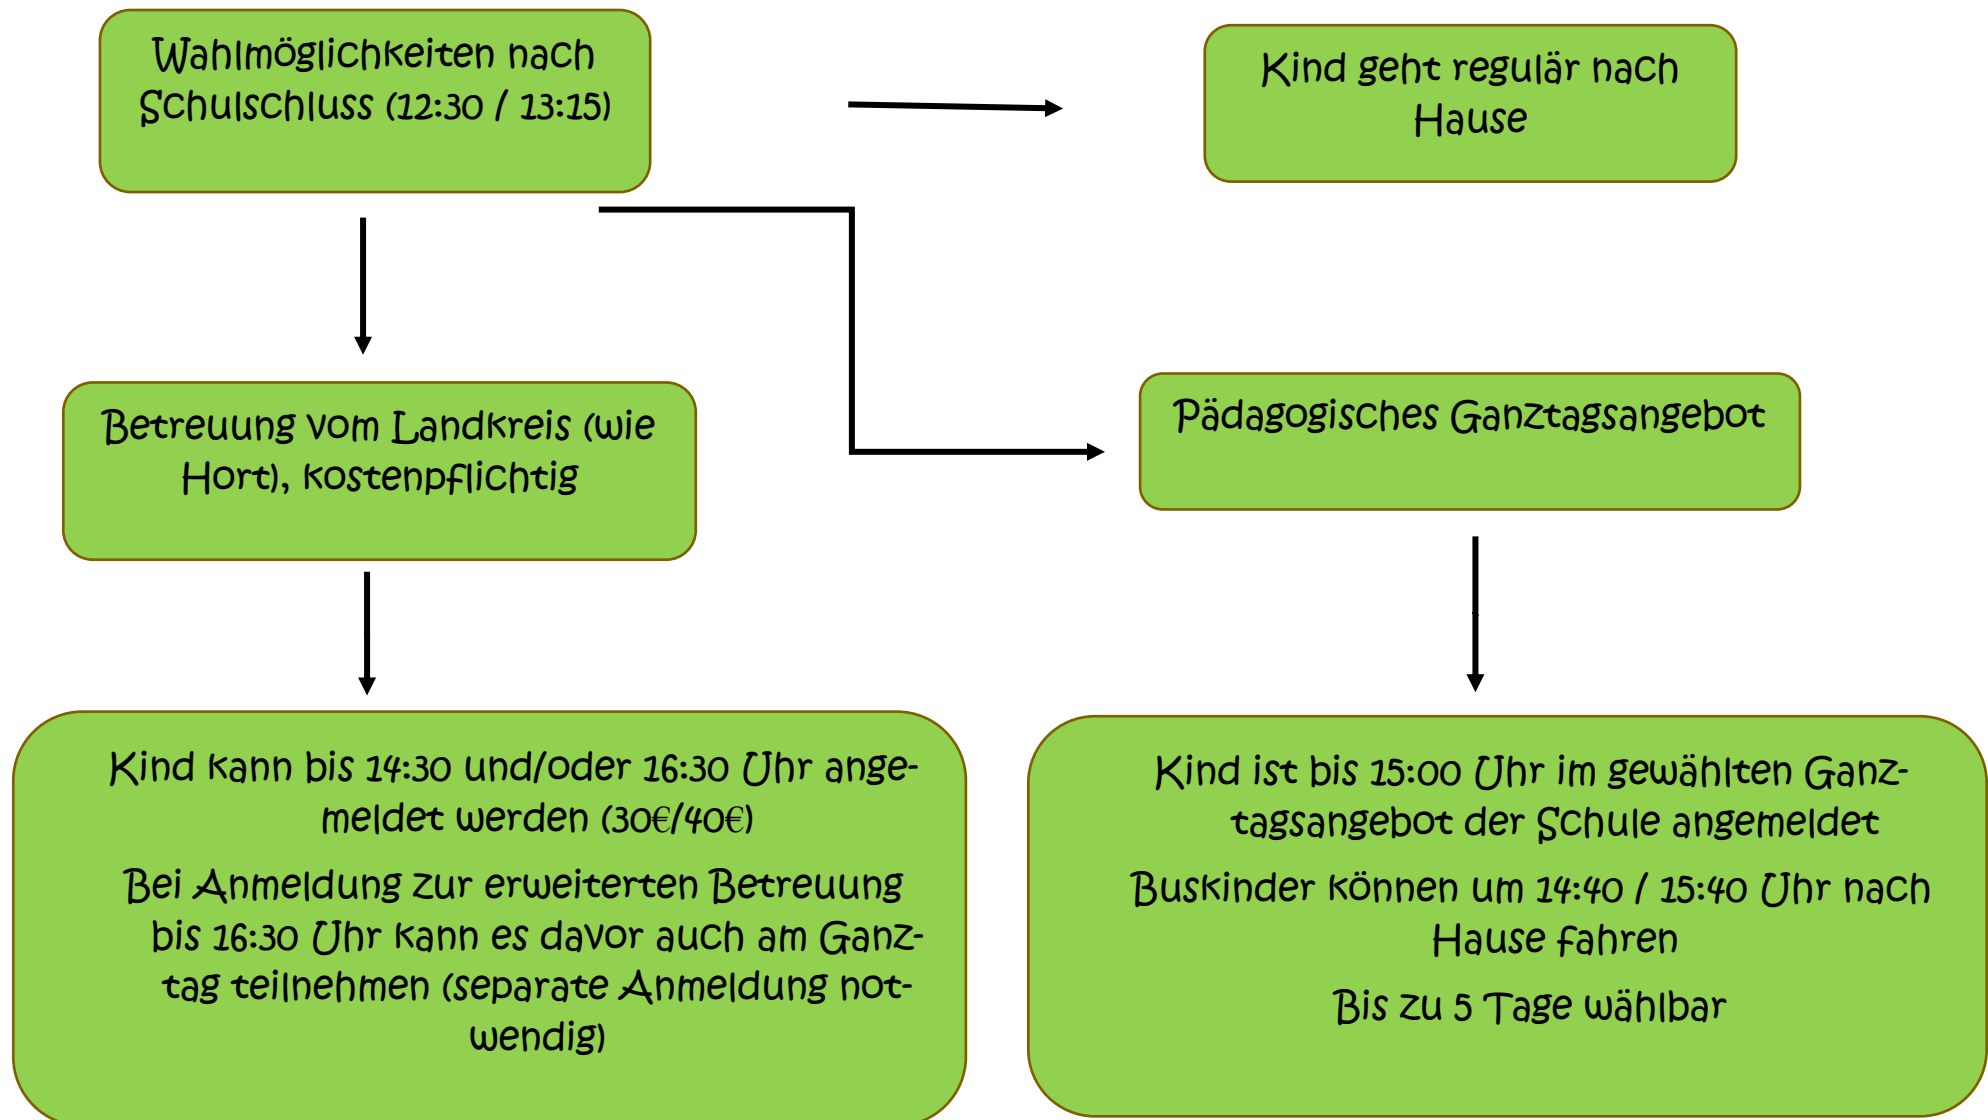 Wahlmöglichkeiten nach
Schulschluss (12:30 / 13:15)
Kind geht regulär nach
Hause
Betreuung vom Landkreis (wie
Hort), kostenpflichtig
Pädagogisches Ganztagsangebot
Kind kann bis 14:30 und/oder 16:30 Uhr ange-
meldet werden (30€/40€)
Bei Anmeldung zur erweiterten Betreuung
bis 16:30 Uhr kann es davor auch am Ganz-
tag teilnehmen (separate Anmeldung not-
wendig)
Kind ist bis 15:00 Uhr im gewählten Ganz-
tagsangebot der Schule angemeldet
Buskinder können um 14:40 / 15:40 Uhr nach
Hause fahren
Bis zu 5 Tage wählbar